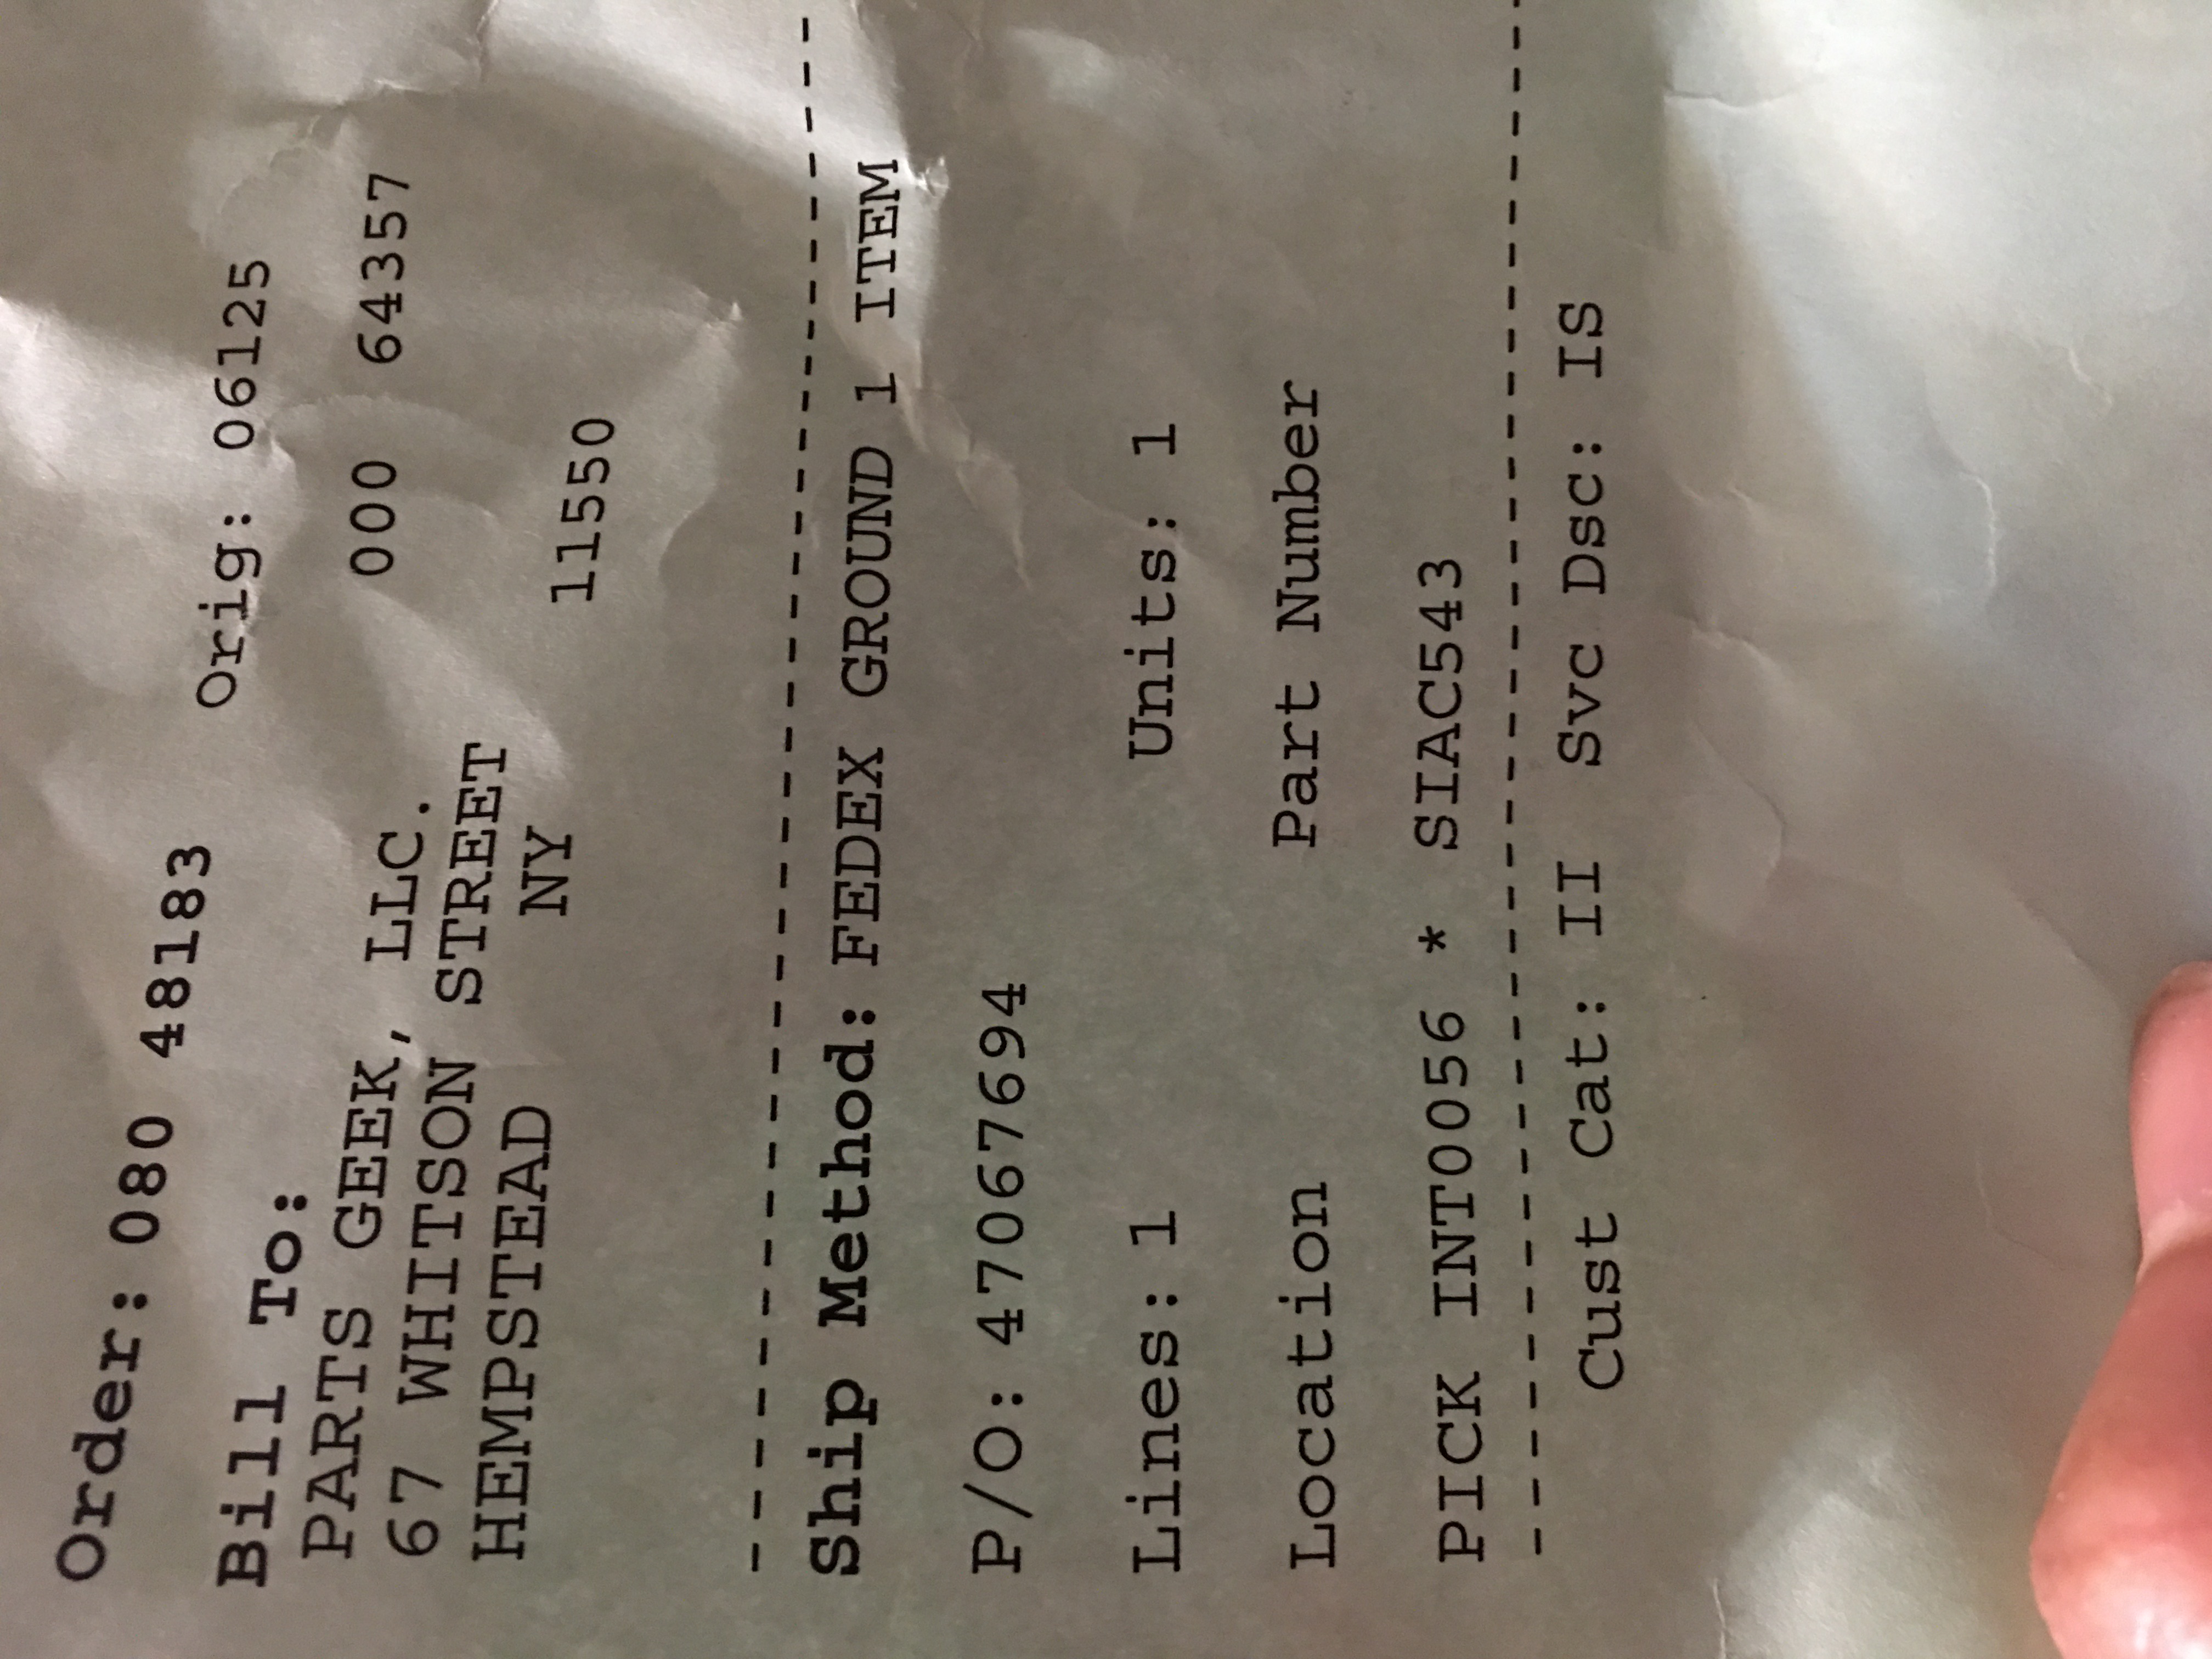 Order: 080 48183
Orig: 06125
Bill To:
000 64357
PARTS GEEK, LLC.
67 WHITSON STREET
HEMPSTEAD NY 11550
Ship Method: FEDEX GROUND 1 ITEM
P/O: 47067694
Lines: 1 Units: 1
Location Part Number
PICK INT0056 * SIAC543
Cust Cat: II Svc Dsc: IS